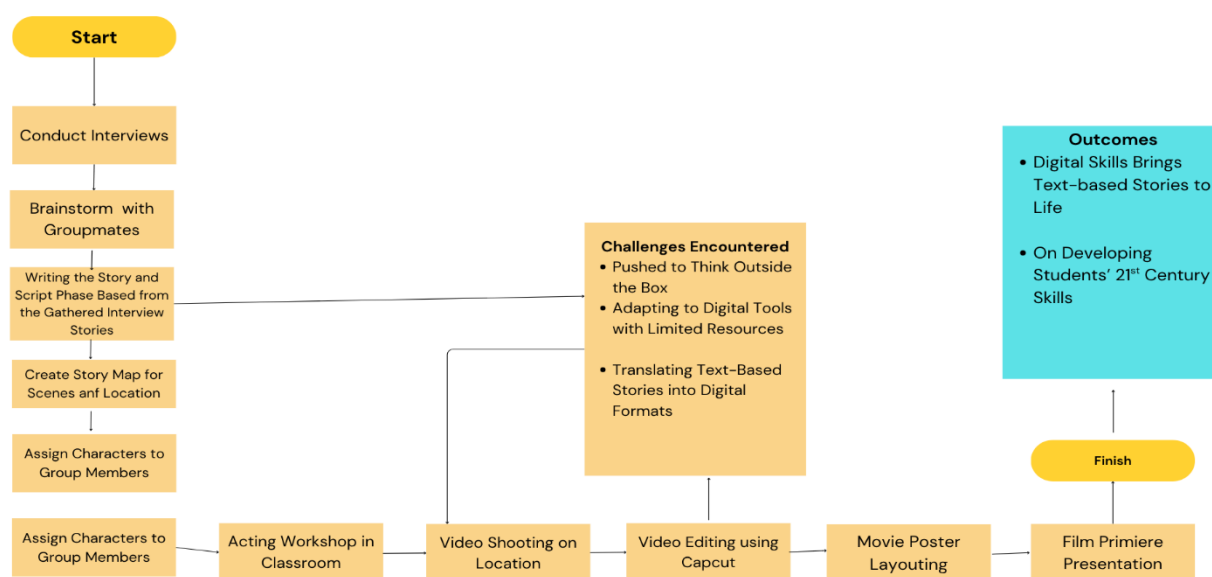 Start
Conduct Interviews
Brainstorm with
Groupmates
Writing the Story and
Script Phase Based from
the Gathered Interview
Stories
Create Story Map for
Scenes anf Location
Assign Characters to
Group Members
Assign Characters to
Group Members
Acting Workshop in
Classroom
Video Shooting on
Location
Challenges Encountered
• Pushed to Think Outside
the Box
• Adapting to Digital Tools
with Limited Resources
• Translating Text-Based
Stories into Digital
Formats
Video Editing using
Capcut
Movie Poster
Layouting
Film Primiere
Presentation
Finish
Outcomes
• Digital Skills Brings
Text-based Stories to
Life
• On Developing
Students’ 21st Century
Skills